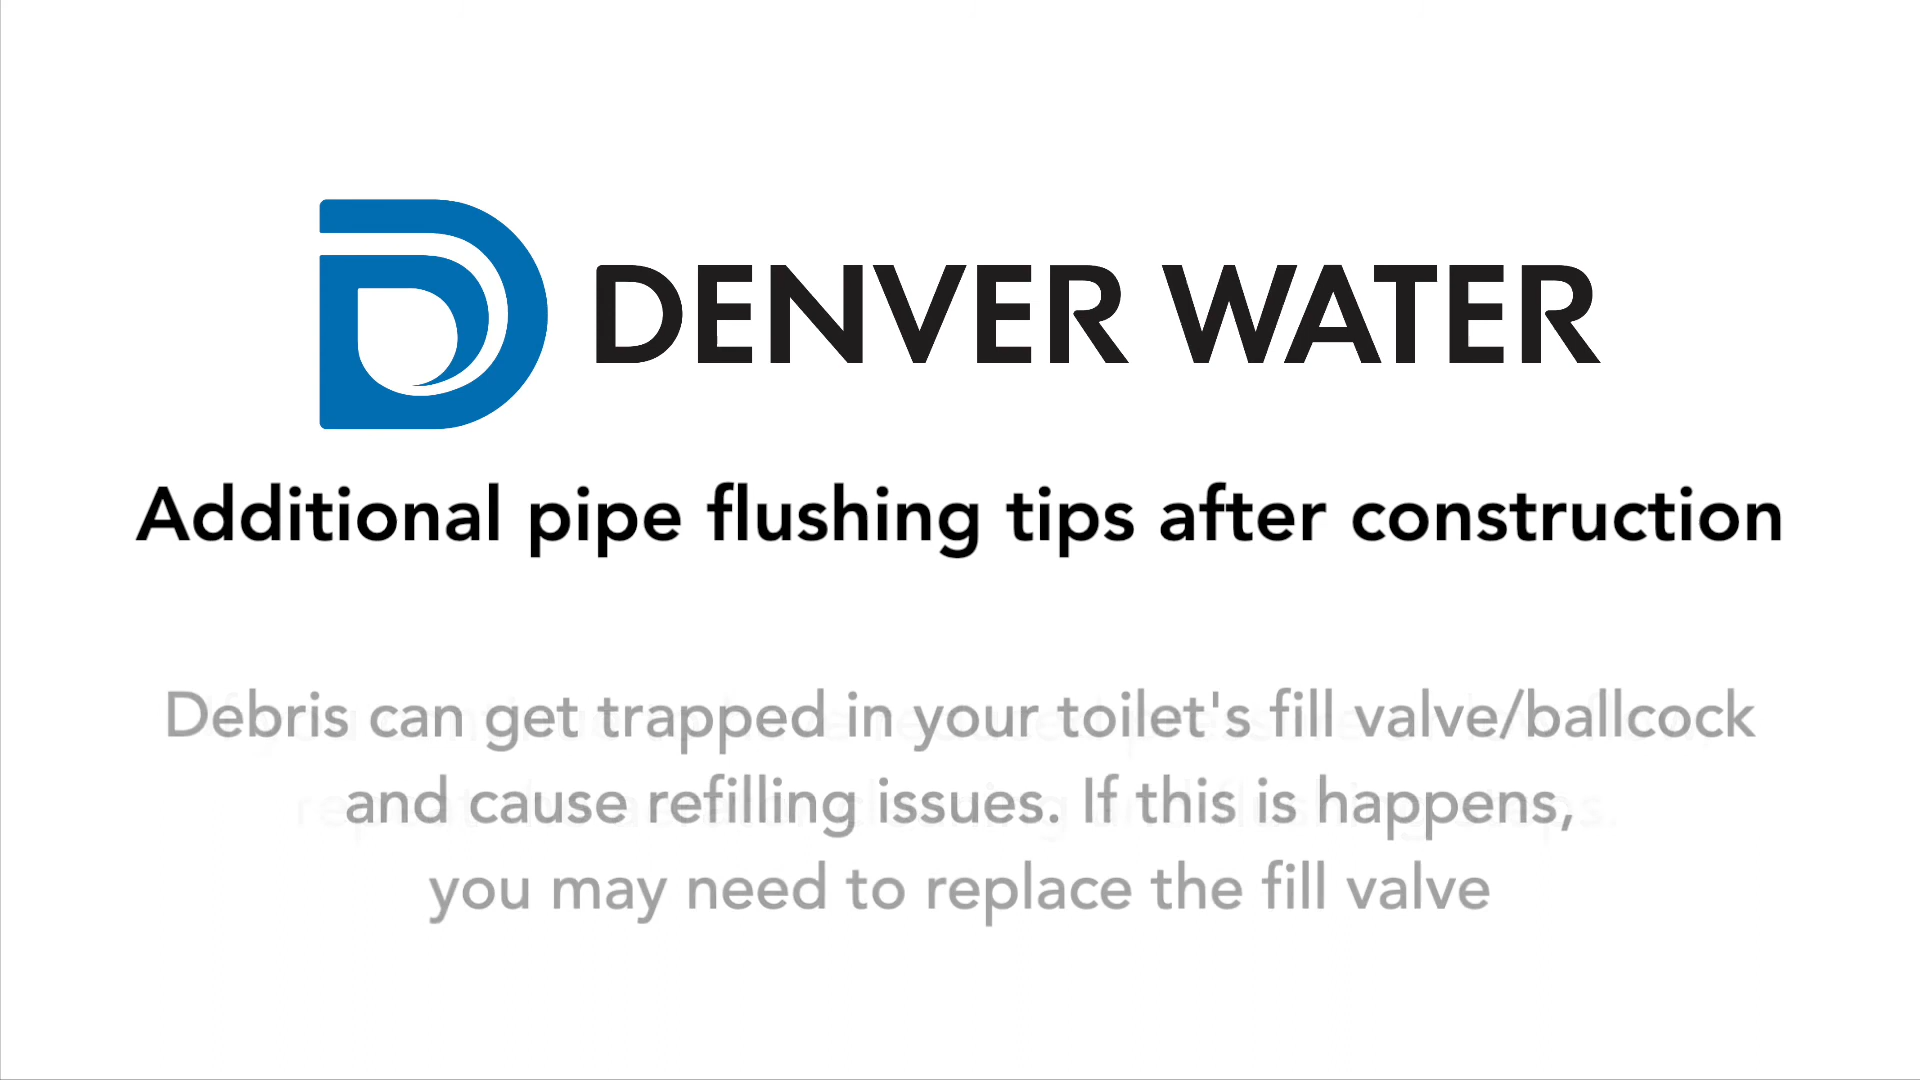 DENVER WATER
Additional pipe flushing tips after construction
Debris can get trapped in your toilet's fill valve/ballcock
and cause refilling issues. If this is happens,
you may need to replace the fill valve